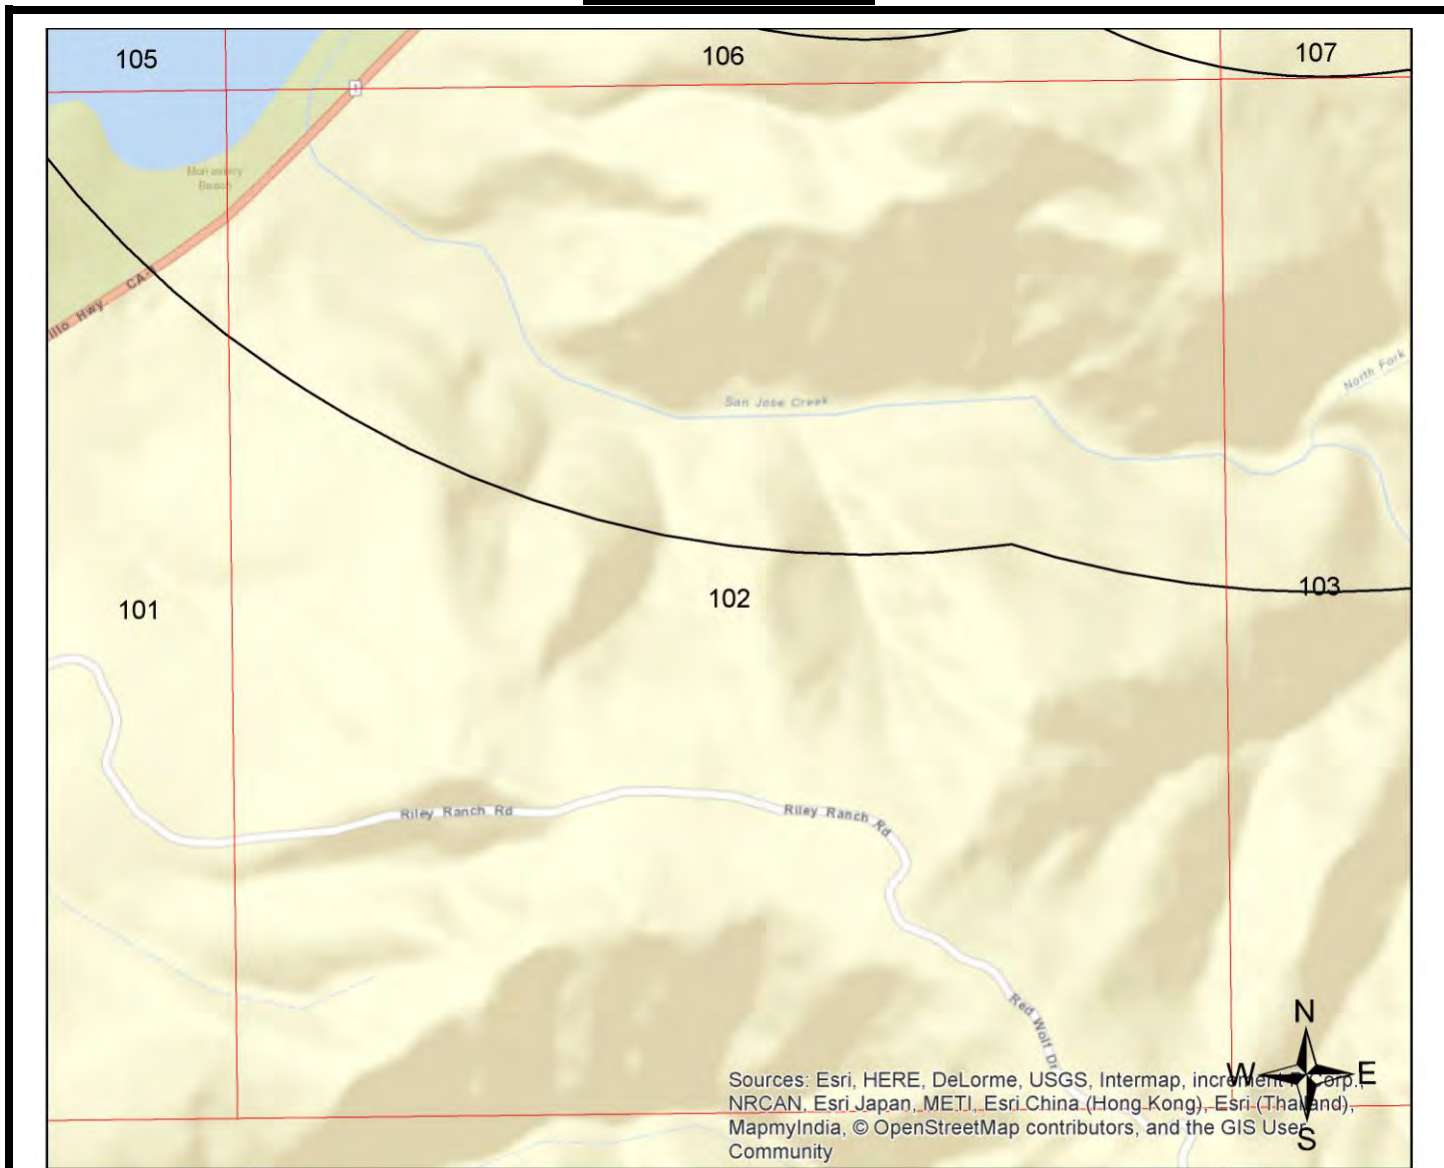 105
106
107
Monastery
Beach
illo Hwy CA-1
North Fork
San Jose Creek
103
102
101
Riley Ranch Rd
Riley Ranch Rd
Red Wolf Dr
N
W E
S
Sources: Esri, HERE, DeLorme, USGS, Intermap, increment P Corp.,
NRCAN, Esri Japan, METI, Esri China (Hong Kong), Esri (Thailand),
MapmyIndia, © OpenStreetMap contributors, and the GIS User
Community